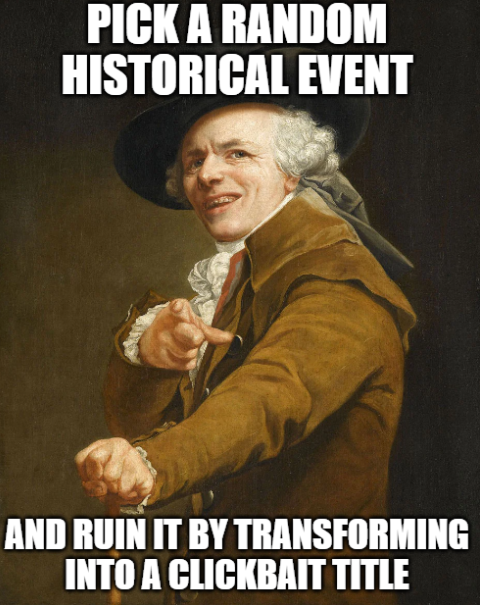 PICK A RANDOM
HISTORICAL EVENT
AND RUIN IT BY TRANSFORMING
INTO A CLICKBAIT TITLE